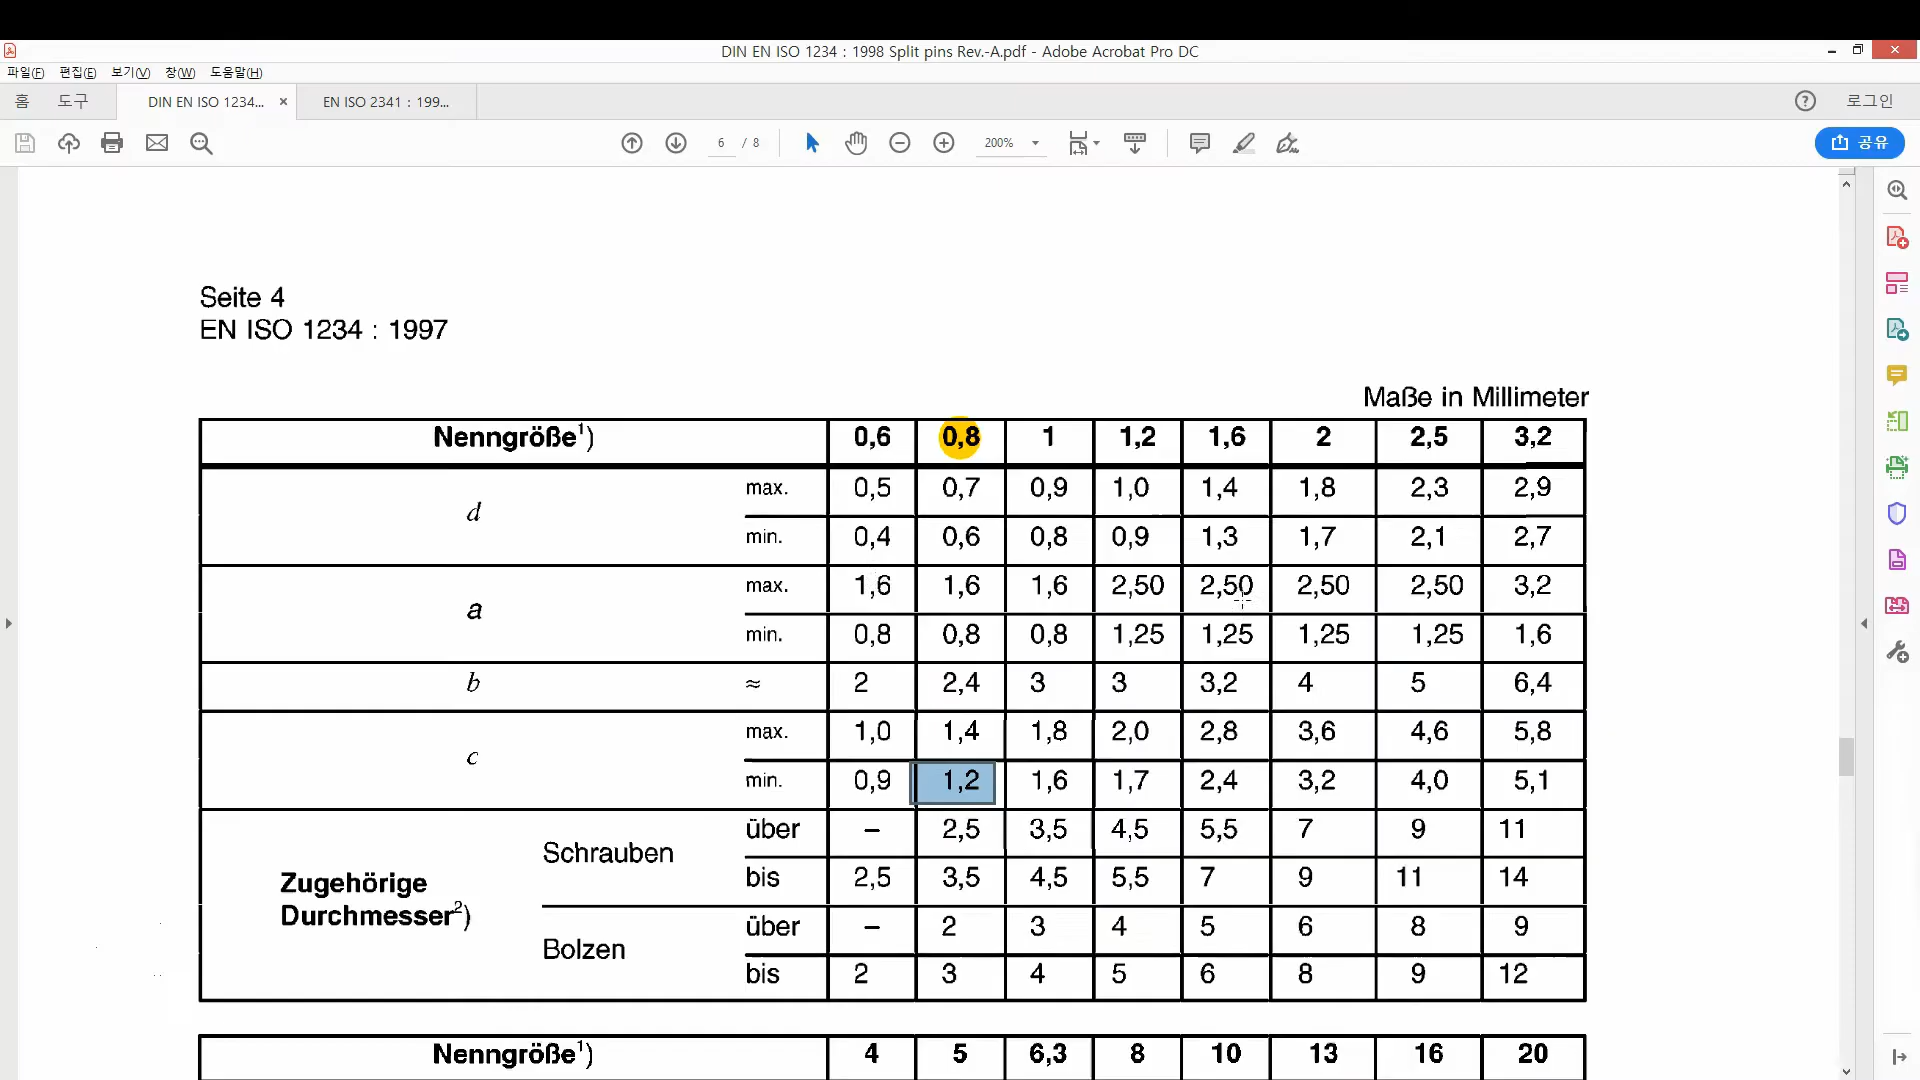 DIN EN ISO 1234 : 1998 Split pins Rev.-A.pdf - Adobe Acrobat Pro DC
파일(F) 편집(E) 보기(V) 창(W) 도움말(H)
홈 도구 DIN EN ISO 1234... × EN ISO 2341 : 199... 로그인
6 / 8 200% 공유
Seite 4
EN ISO 1234 : 1997
Maße in Millimeter
Nenngröße¹) 0,6 0,8 1 1,2 1,6 2 2,5 3,2
d max. 0,5 0,7 0,9 1,0 1,4 1,8 2,3 2,9
min. 0,4 0,6 0,8 0,9 1,3 1,7 2,1 2,7
a max. 1,6 1,6 1,6 2,50 2,50 2,50 2,50 3,2
min. 0,8 0,8 0,8 1,25 1,25 1,25 1,25 1,6
b ≈ 2 2,4 3 3 3,2 4 5 6,4
c max. 1,0 1,4 1,8 2,0 2,8 3,6 4,6 5,8
min. 0,9 1,2 1,6 1,7 2,4 3,2 4,0 5,1
Zugehörige Durchmesser²) Schrauben über – 2,5 3,5 4,5 5,5 7 9 11
bis 2,5 3,5 4,5 5,5 7 9 11 14
Bolzen über – 2 3 4 5 6 8 9
bis 2 3 4 5 6 8 9 12
Nenngröße¹) 4 5 6,3 8 10 13 16 20